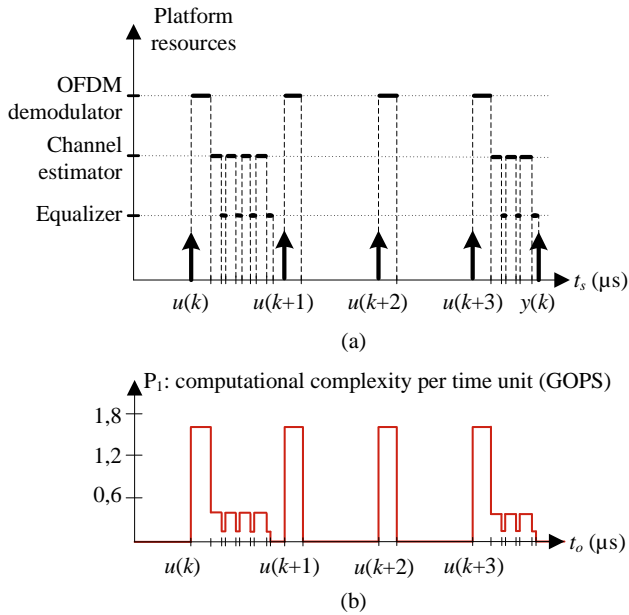 Platform
resources
OFDM
demodulator
Channel
estimator
Equalizer
t_s (μs)
u(k) u(k+1) u(k+2) u(k+3) y(k)
(a)
P₁: computational complexity per time unit (GOPS)
1,8
1,2
0,6
t_o (μs)
u(k) u(k+1) u(k+2) u(k+3)
(b)